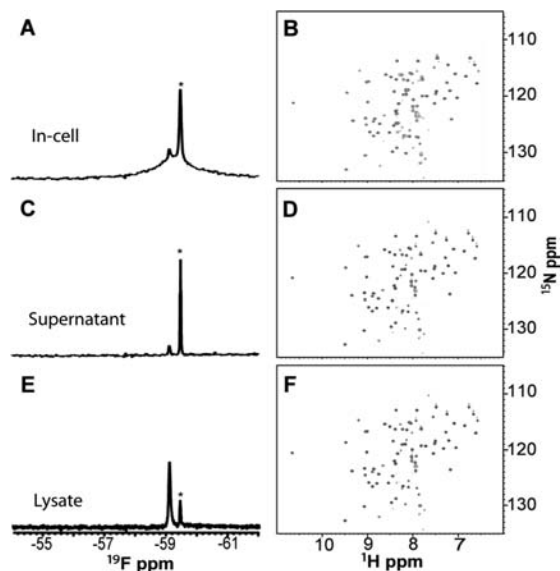 A
B
*
In-cell
115
120
130
C
D
*
Supernatant
110
120
130
¹⁵N ppm
E
F
*
Lysate
110
120
130
-55 -57 -59 -61
10 9 8 7
¹⁹F ppm
¹H ppm